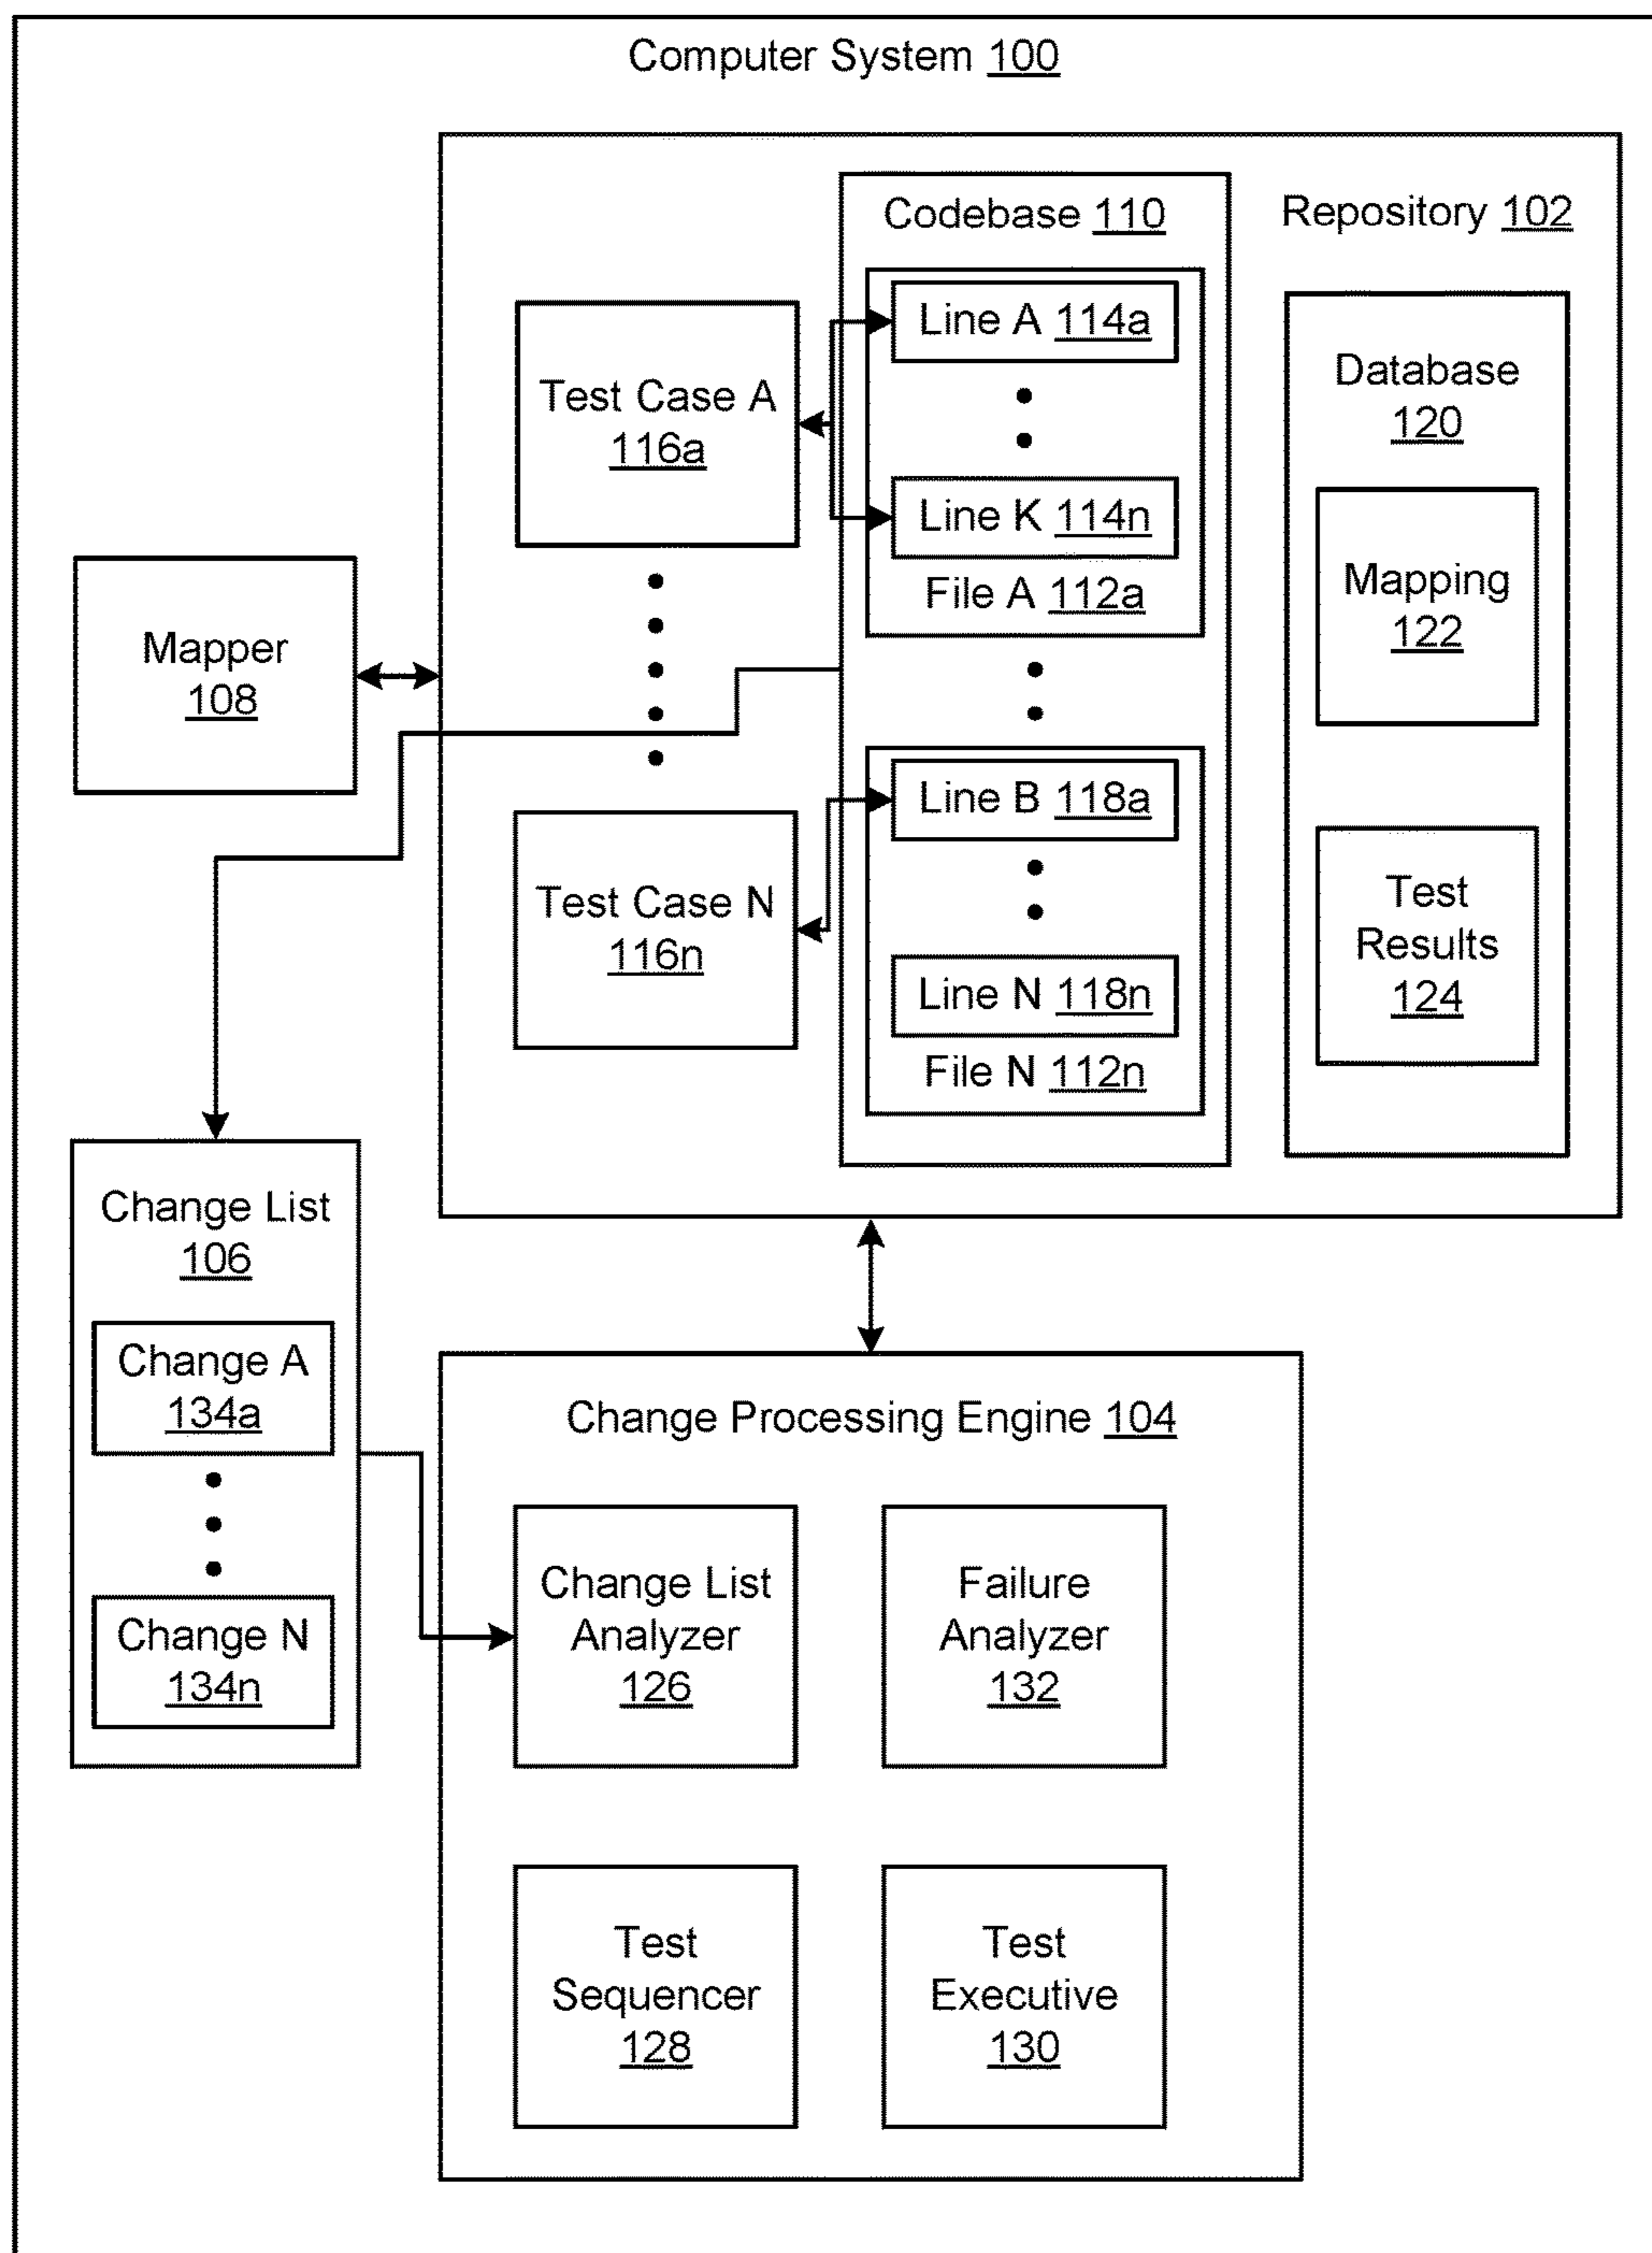 Computer System 100
Codebase 110
Repository 102
Line A 114a
Test Case A
116a
Line K 114n
File A 112a
Database
120
Mapping
122
Mapper
108
Line B 118a
Test Case N
116n
Line N 118n
File N 112n
Test
Results
124
Change List
106
Change A
134a
Change N
134n
Change Processing Engine 104
Change List
Analyzer
126
Failure
Analyzer
132
Test
Sequencer
128
Test
Executive
130